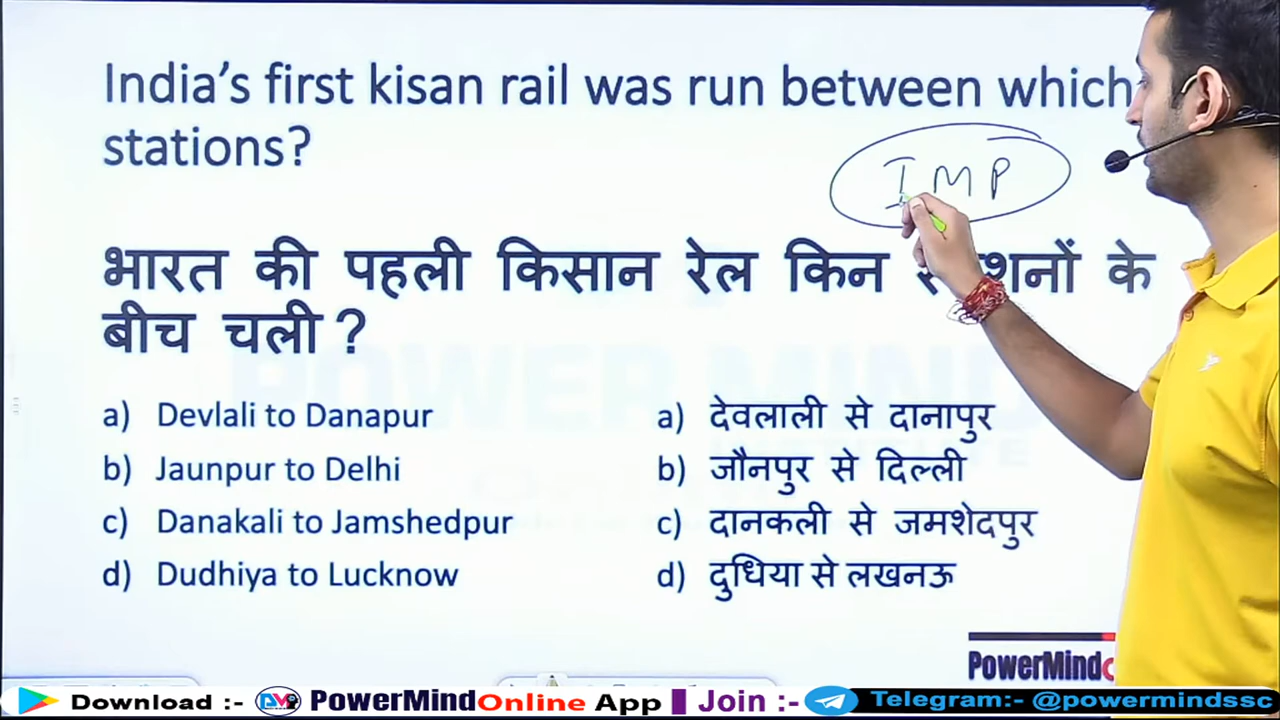 India’s first kisan rail was run between which
stations?
IMP
भारत की पहली किसान रेल किन के
बीच चली ?
a) Devlali to Danapur
b) Jaunpur to Delhi
c) Danakali to Jamshedpur
d) Dudhiya to Lucknow
a) देवलाली से दानापुर
b) जौनपुर से दिल्ली
c) दानकली से जमशेदपुर
d) दुधिया से लखनऊ
PowerMind
Download :- PowerMindOnline App Join :- Telegram:- @powermindssc